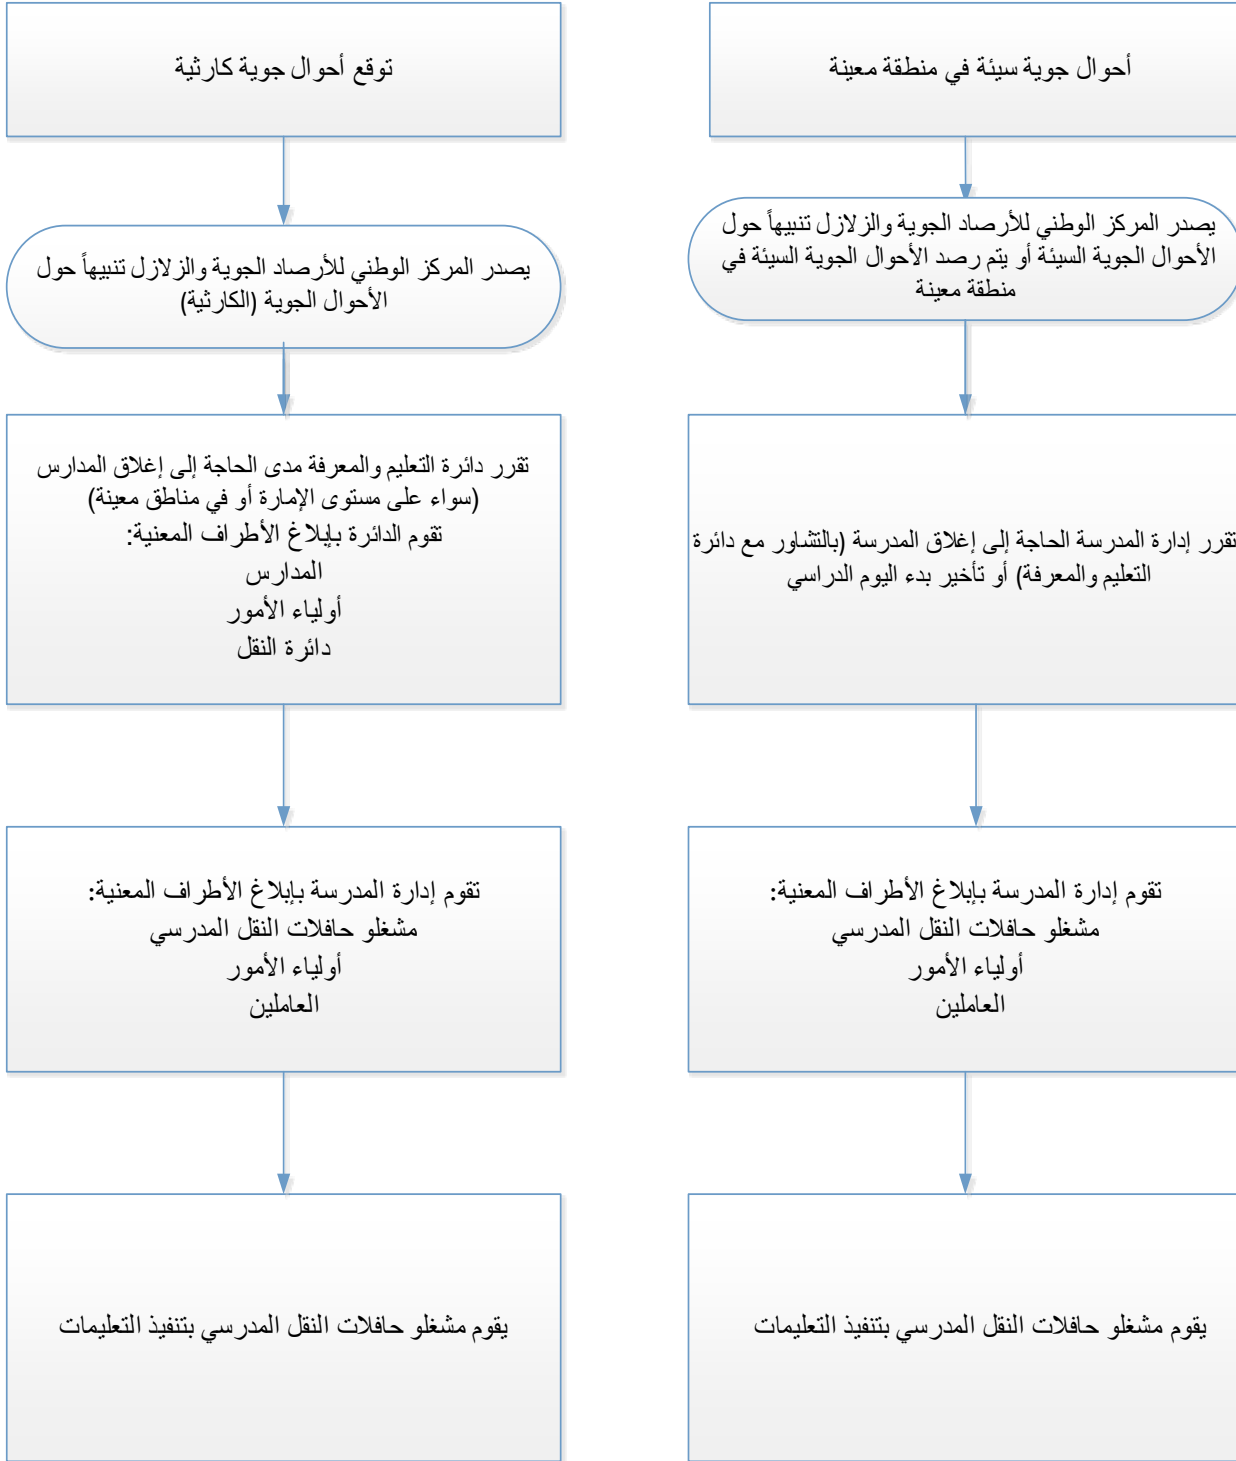 أحوال جوية سيئة في منطقة معينة
يصدر المركز الوطني للأرصاد الجوية والزلازل تنبيهاً حول
الأحوال الجوية السيئة أو يتم رصد الأحوال الجوية السيئة في
منطقة معينة
تقرر إدارة المدرسة الحاجة إلى إغلاق المدرسة (بالتشاور مع دائرة
التعليم والمعرفة) أو تأخير بدء اليوم الدراسي
تقوم إدارة المدرسة بإبلاغ الأطراف المعنية:
مشغلو حافلات النقل المدرسي
أولياء الأمور
العاملين
يقوم مشغلو حافلات النقل المدرسي بتنفيذ التعليمات
توقع أحوال جوية كارثية
يصدر المركز الوطني للأرصاد الجوية والزلازل تنبيهاً حول
الأحوال الجوية (الكارثية)
تقرر دائرة التعليم والمعرفة مدى الحاجة إلى إغلاق المدارس
(سواء على مستوى الإمارة أو في مناطق معينة)
تقوم الدائرة بإبلاغ الأطراف المعنية:
المدارس
أولياء الأمور
دائرة النقل
تقوم إدارة المدرسة بإبلاغ الأطراف المعنية:
مشغلو حافلات النقل المدرسي
أولياء الأمور
العاملين
يقوم مشغلو حافلات النقل المدرسي بتنفيذ التعليمات